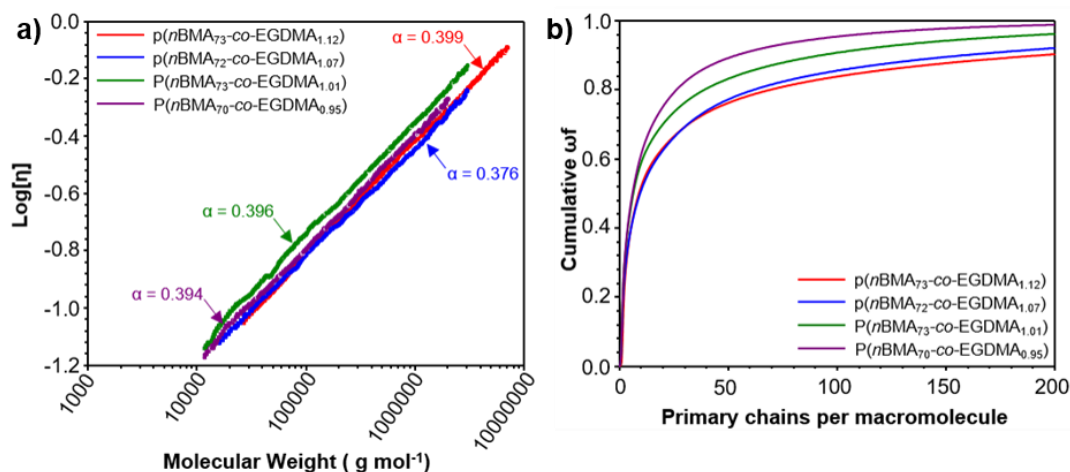 a)
p(nBMA₇₃-co-EGDMA₁.₁₂)
p(nBMA₇₂-co-EGDMA₁.₀₇)
P(nBMA₇₃-co-EGDMA₁.₀₁)
P(nBMA₇₀-co-EGDMA₀.₉₅)
α = 0.399
α = 0.376
α = 0.396
α = 0.394
Log[n]
0.0
-0.2
-0.4
-0.6
-0.8
-1.0
-1.2
1000
10000
100000
1000000
10000000
Molecular Weight ( g mol⁻¹)
b)
Cumulative ωf
1.0f
0.8
0.6
0.4
0.2
0.0
0
50
100
150
200
p(nBMA₇₃-co-EGDMA₁.₁₂)
p(nBMA₇₂-co-EGDMA₁.₀₇)
P(nBMA₇₃-co-EGDMA₁.₀₁)
P(nBMA₇₀-co-EGDMA₀.₉₅)
Primary chains per macromolecule